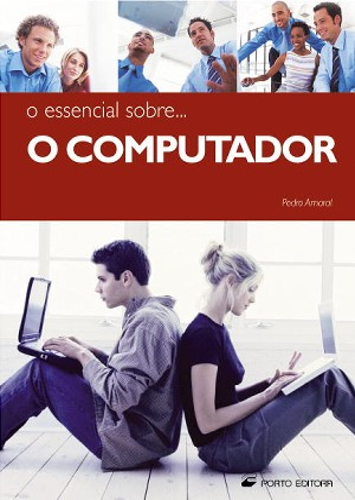 o essencial sobre...
O COMPUTADOR
Pedro Amaral
PORTO EDITORA